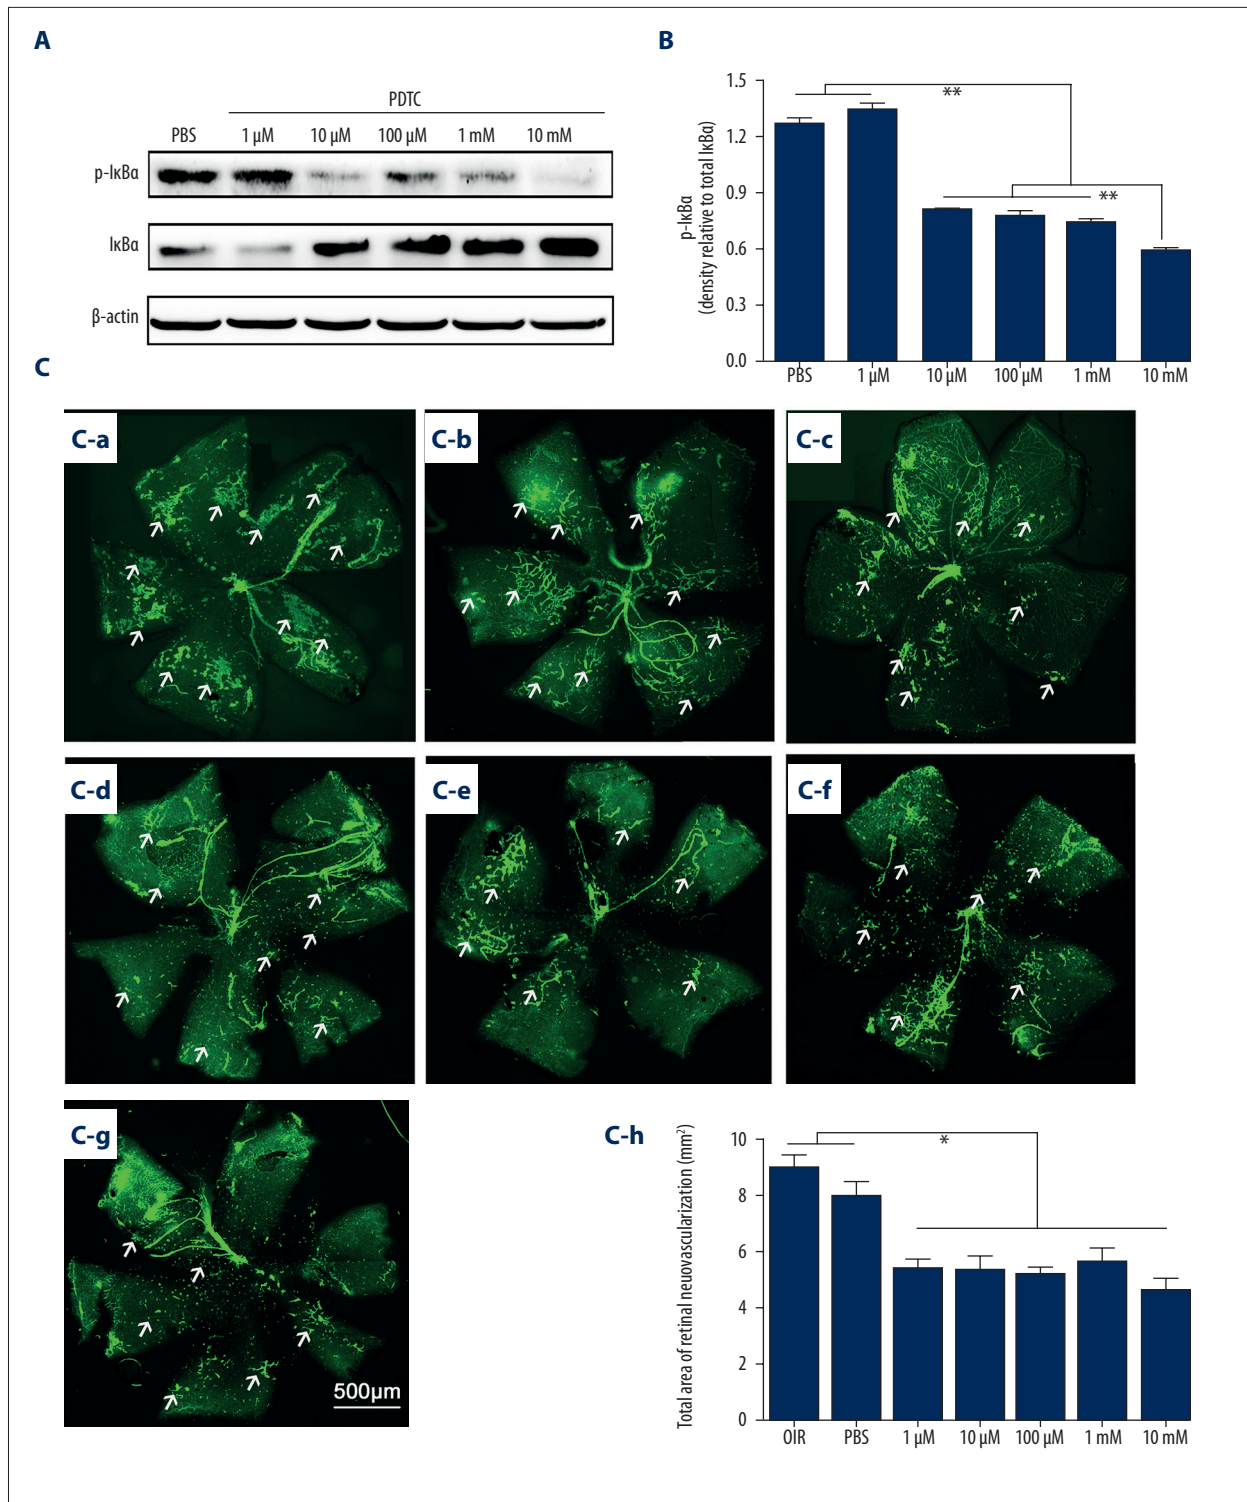 A
PDTC
PBS 1 µM 10 µM 100 µM 1 mM 10 mM
p-IκBα
IκBα
β-actin
B
p-IκBα
(density relative to total IκBα)
1.5
1.2
0.9
0.6
0.3
0.0
**
**
PBS 1 µM 10 µM 100 µM 1 mM 10 mM
C
C-a
C-b
C-c
C-d
C-e
C-f
C-g
500µm
C-h
Total area of retinal neuovascularization (mm²)
10
8
6
4
2
0
*
OIR PBS 1 µM 10 µM 100 µM 1 mM 10 mM